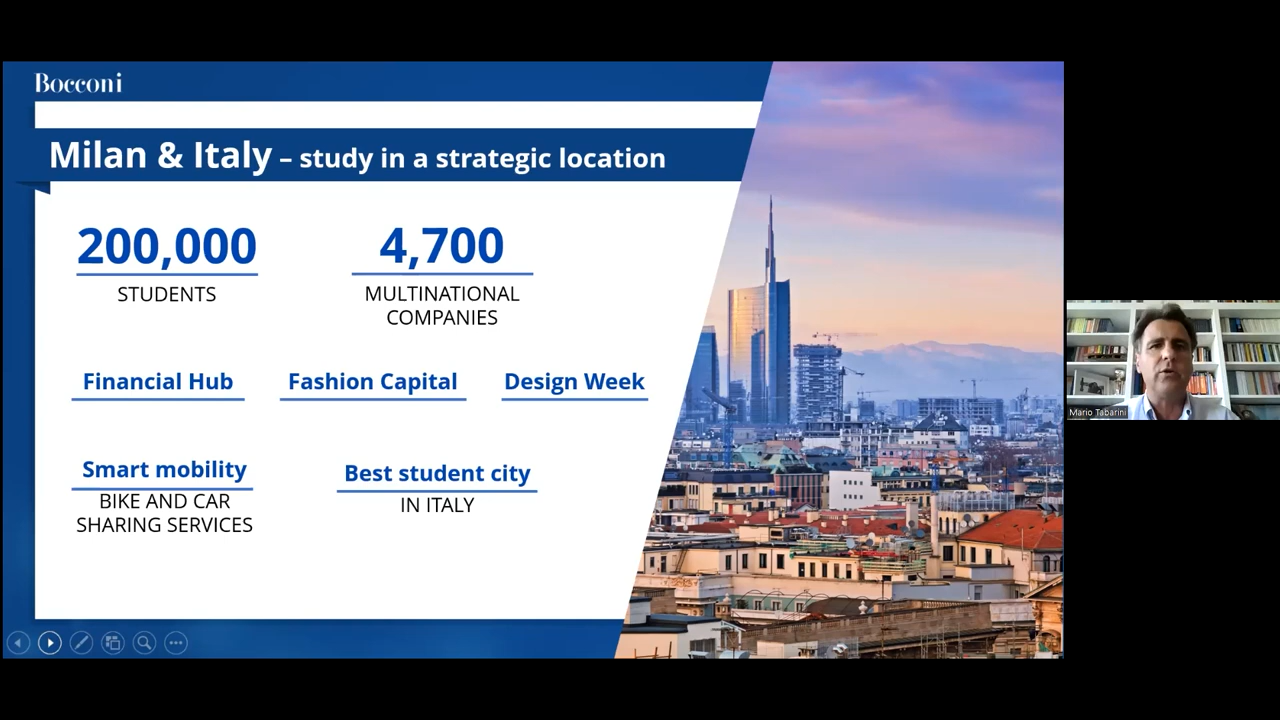 Bocconi
Milan & Italy – study in a strategic location
200,000
STUDENTS
4,700
MULTINATIONAL
COMPANIES
Financial Hub
Fashion Capital
Design Week
Smart mobility
BIKE AND CAR
SHARING SERVICES
Best student city
IN ITALY
Mario Tabarini